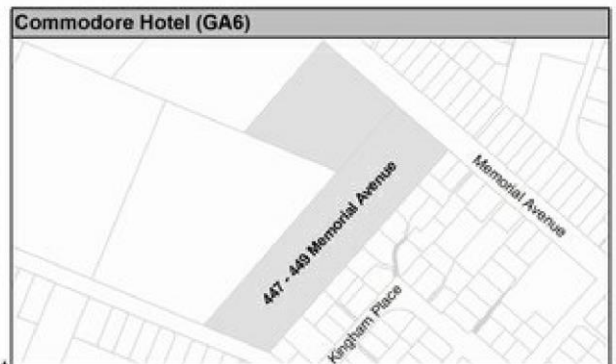 Commodore Hotel (GA6)
447 - 449 Memorial Avenue
Memorial Avenue
Kingham Place